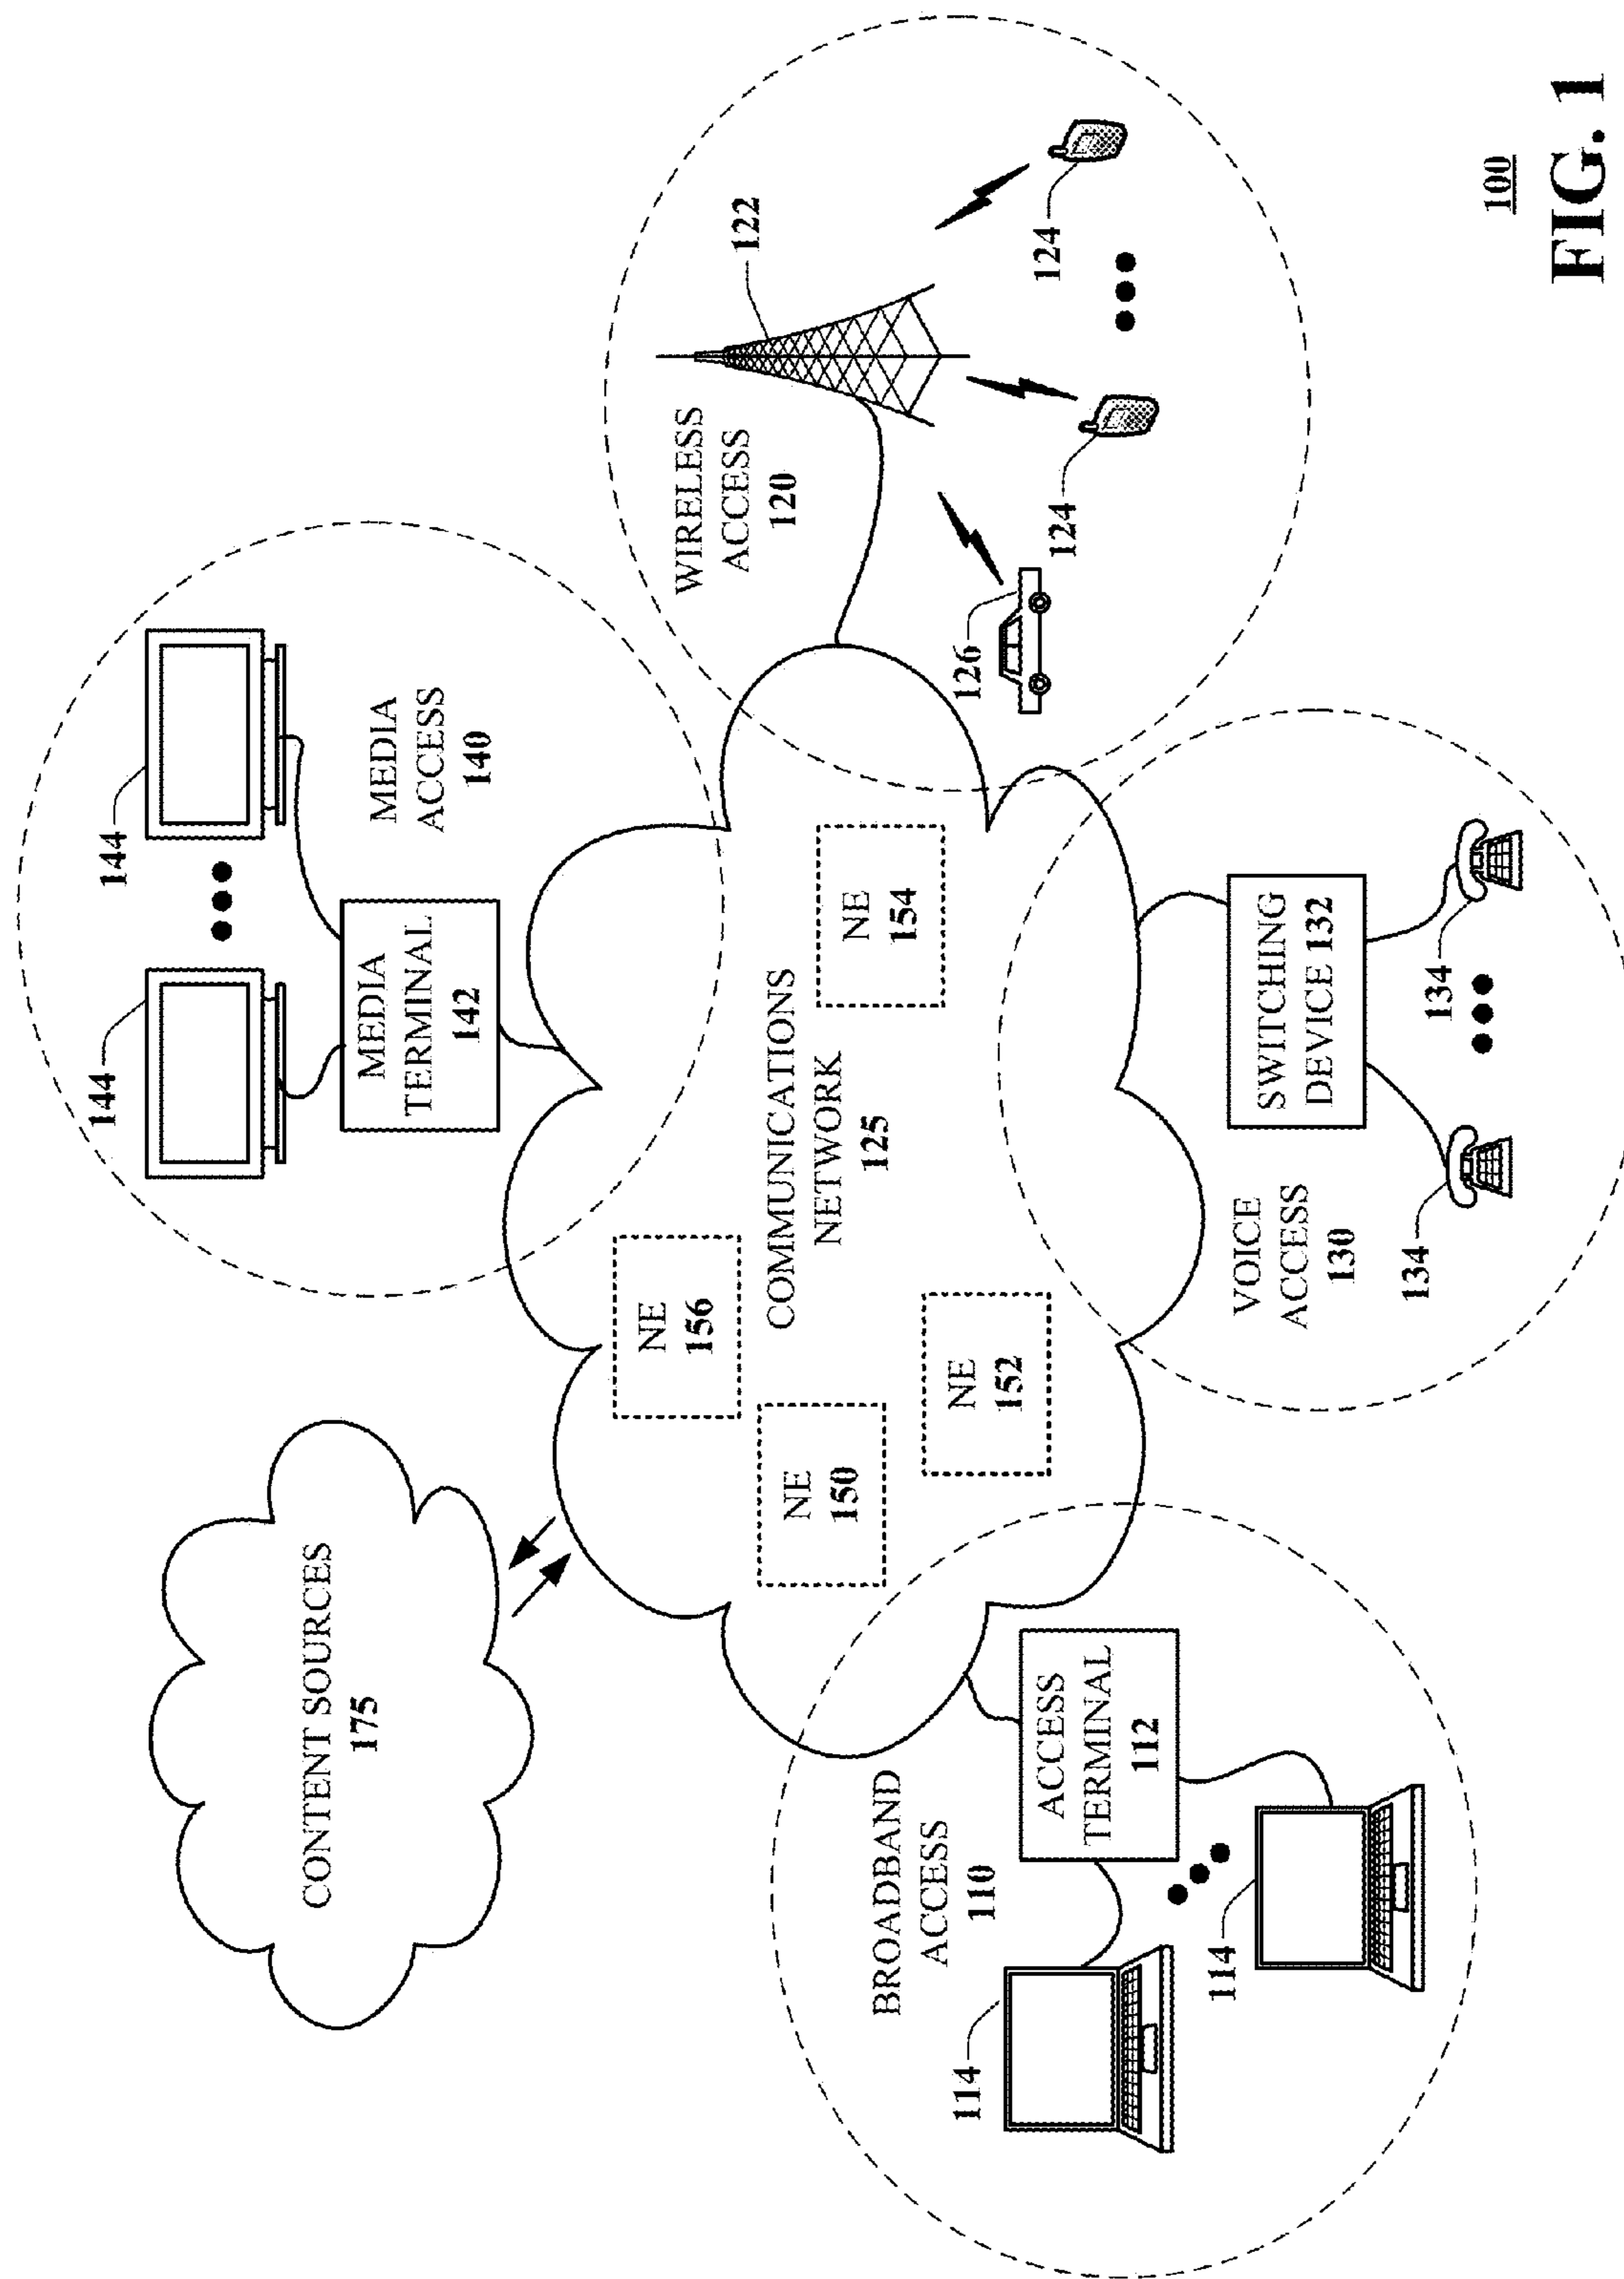 144
144
CONTENT SOURCES
175
MEDIA
TERMINAL
142
MEDIA
ACCESS
140
WIRELESS
ACCESS
120
122
NE
156
COMMUNICATIONS
NETWORK
125
NE
150
NE
154
NE
152
BROADBAND
ACCESS
110
114
ACCESS
TERMINAL
112
114
126
124
124
VOICE
ACCESS
130
SWITCHING
DEVICE 132
134
134
100
FIG. 1